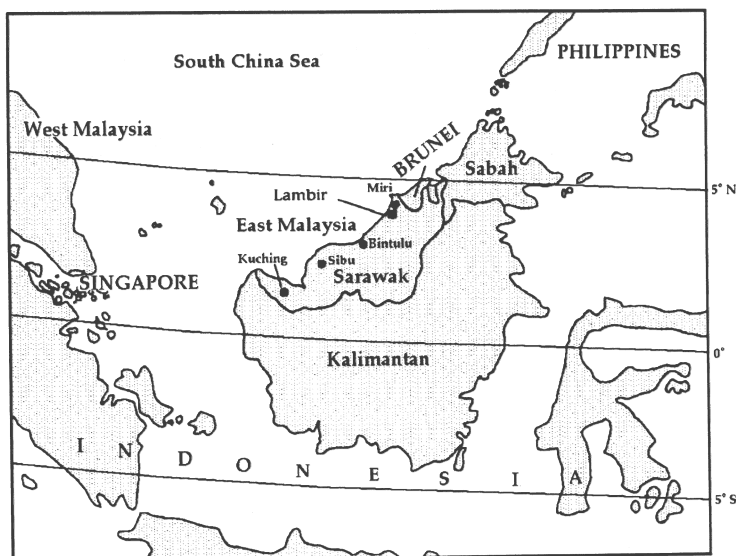 South China Sea
PHILIPPINES
West Malaysia
BRUNEI
Sabah
Miri
5° N
Lambir
East Malaysia
Bintulu
Kuching
Sibu
SINGAPORE
Sarawak
Kalimantan
0°
INDONESIA
5° S